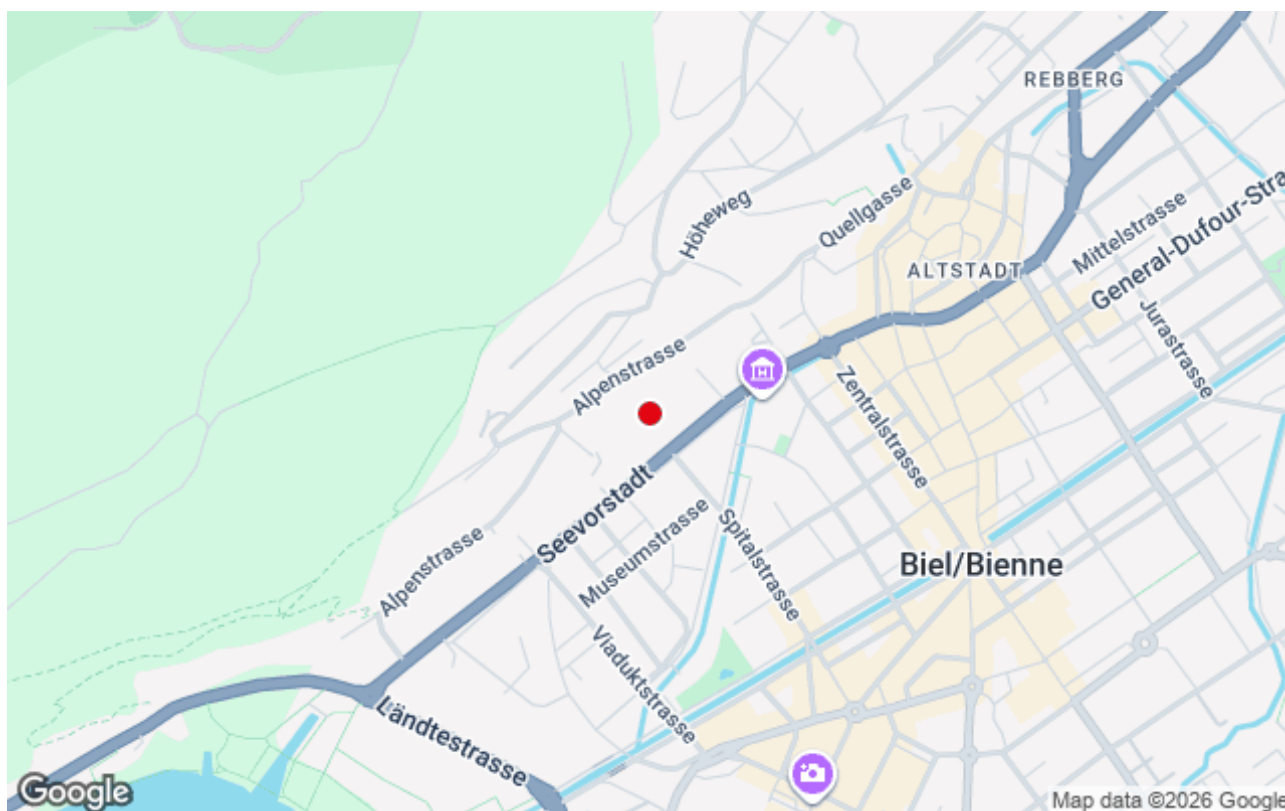 REBBERG
Höheweg
Quellgasse
Mittelstrasse
ALTSTADT
General-Dufour-Stra
Jurastrasse
Alpenstrasse
Zentralstrasse
Seevorstadt
Spitalstrasse
Museumstrasse
Biel/Bienne
Alpenstrasse
Viaduktstrasse
Ländtestrasse
H
Google
Map data ©2026 Google